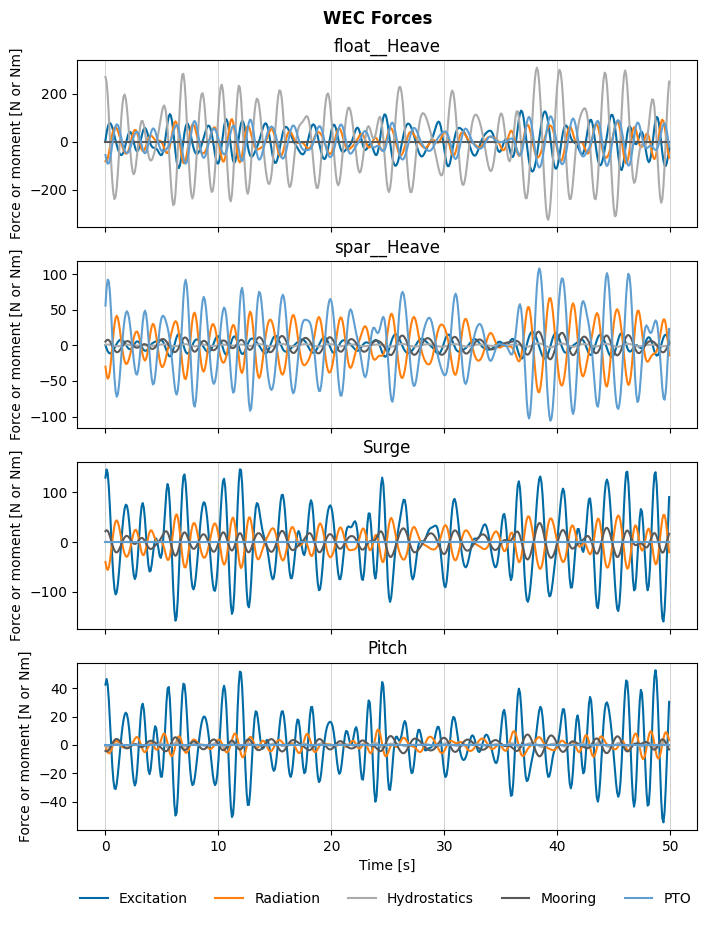 WEC Forces
float__Heave
Force or moment [N or Nm]
200
0
−200
spar__Heave
Force or moment [N or Nm]
100
50
0
−50
−100
Surge
Force or moment [N or Nm]
100
0
−100
Pitch
Force or moment [N or Nm]
40
20
0
−20
−40
0 10 20 30 40 50
Time [s]
Excitation Radiation Hydrostatics Mooring PTO